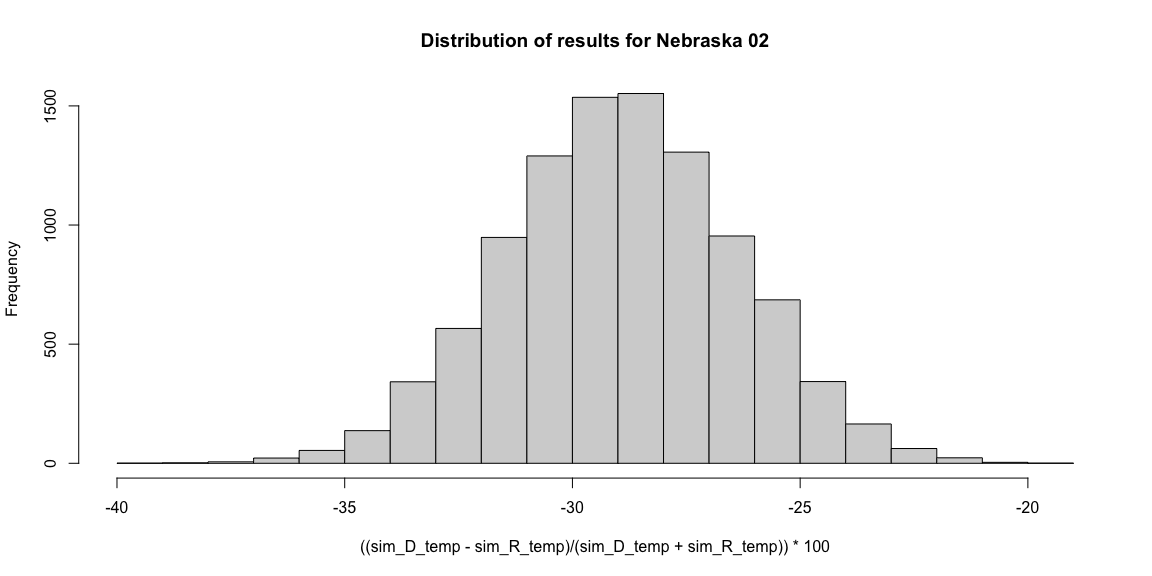 Distribution of results for Nebraska 02
1500
1000
500
0
Frequency
-40 -35 -30 -25 -20
((sim_D_temp - sim_R_temp)/(sim_D_temp + sim_R_temp)) * 100